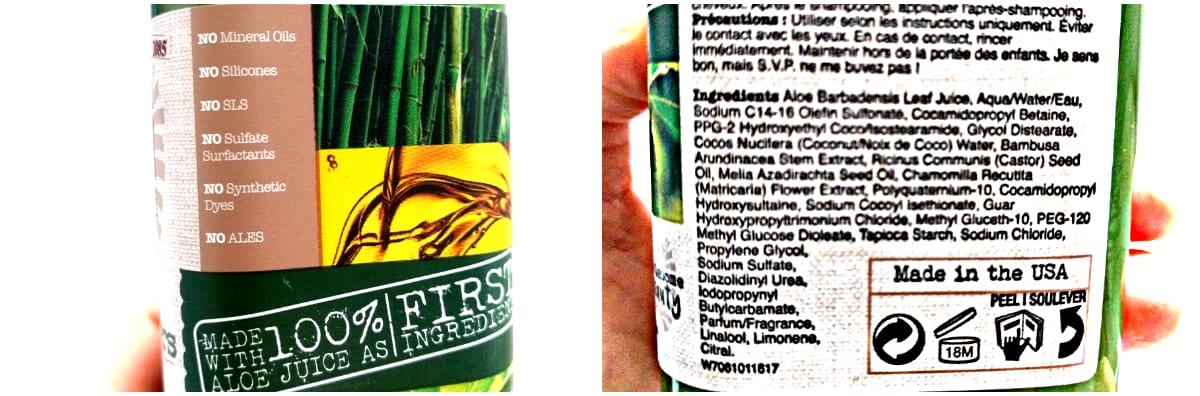 NO Mineral Oils
NO Silicones
NO SLS
NO Sulfate
Surfactants
NO Synthetic
Dyes
NO ALES
MADE WITH 100% ALOE JUICE AS FIRST
cheveux. Après le shampooing, appliquer l'après-shampooing.
Précautions : Utiliser selon les instructions uniquement. Éviter
le contact avec les yeux. En cas de contact, rincer
immédiatement. Maintenir hors de la portée des enfants. Je sens
bon, mais S.V.P. ne me buvez pas !
Ingredients Aloe Barbadensis Leaf Juice, Aqua/Water/Eau,
Sodium C14-16 Olefin Sulfonate, Cocamidopropyl Betaine,
PPG-2 Hydroxyethyl Coco/Isostearamide, Glycol Distearate,
Cocos Nucifera (Coconut/Noix de Coco) Water, Bambusa
Arundinacea Stem Extract, Ricinus Communis (Castor) Seed
Oil, Melia Azadirachta Seed Oil, Chamomilla Recutita
(Matricaria) Flower Extract, Polyquaternium-10, Cocamidopropyl
Hydroxysultaine, Sodium Cocoyl Isethionate, Guar
Hydroxypropyltrimonium Chloride, Methyl Gluceth-10, PEG-120
Methyl Glucose Dioleate, Tapioca Starch, Sodium Chloride,
Propylene Glycol,
Sodium Sulfate,
Diazolidinyl Urea,
Iodopropynyl
Butylcarbamate,
Parfum/Fragrance,
Linalool, Limonene,
Citral.
W7061011617
Made in the USA
PEEL | SOULEVER
18M